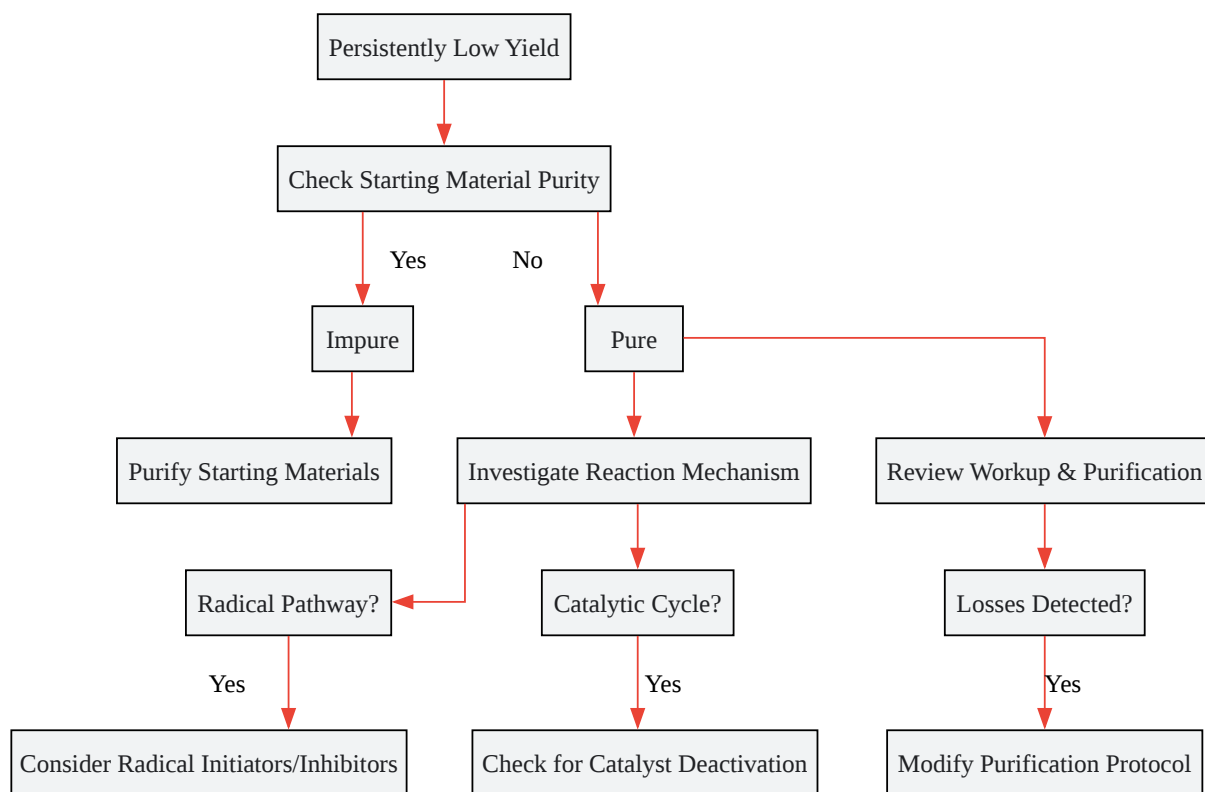 Persistently Low Yield
Check Starting Material Purity
Yes
No
Impure
Pure
Purify Starting Materials
Investigate Reaction Mechanism
Review Workup & Purification
Radical Pathway?
Catalytic Cycle?
Losses Detected?
Yes
Yes
Yes
Consider Radical Initiators/Inhibitors
Check for Catalyst Deactivation
Modify Purification Protocol